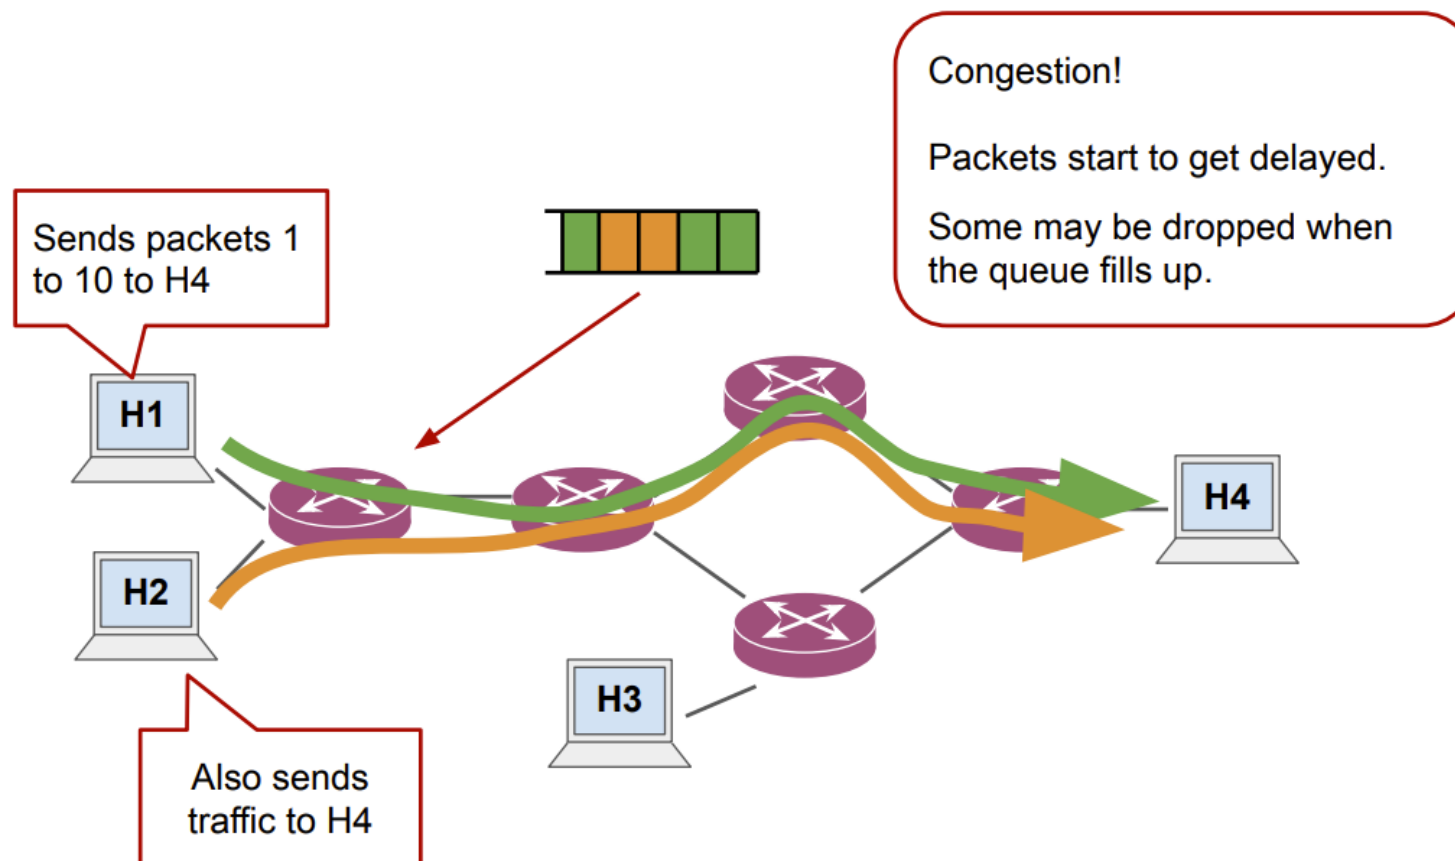 Congestion!
Packets start to get delayed.
Some may be dropped when
the queue fills up.
Sends packets 1
to 10 to H4
H1
H2
H3
H4
Also sends
traffic to H4